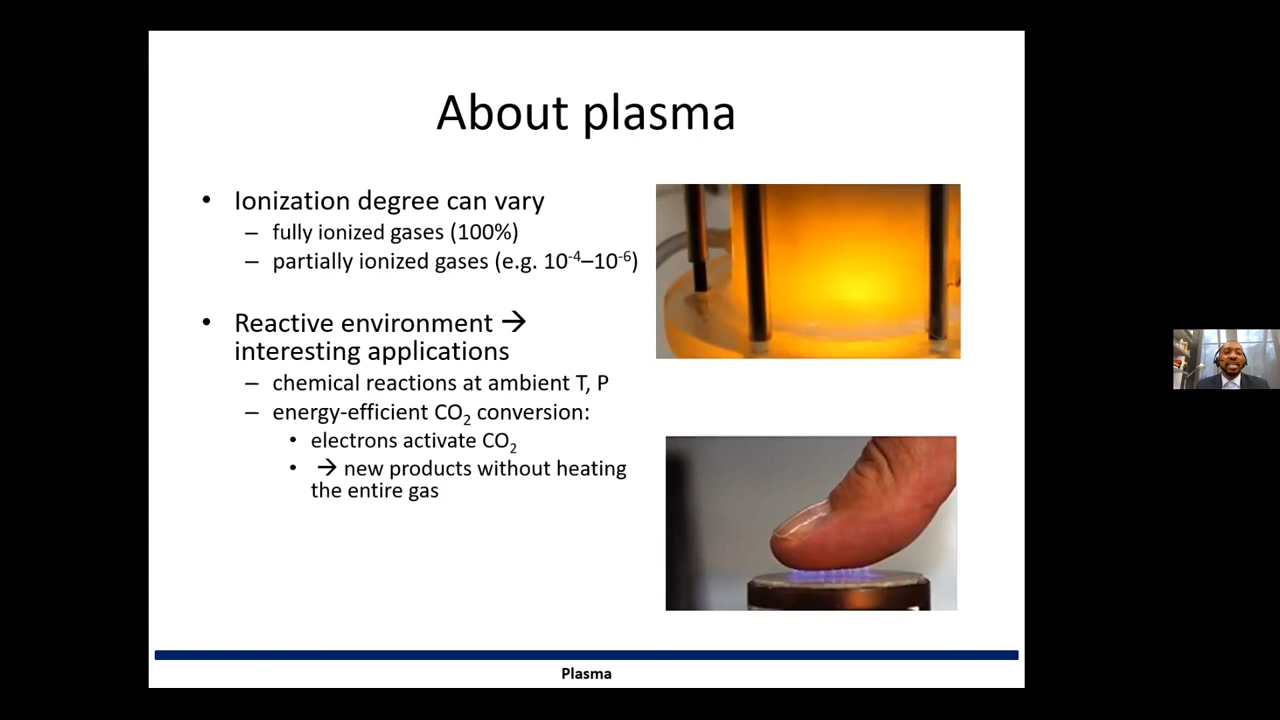 About plasma
• Ionization degree can vary
– fully ionized gases (100%)
– partially ionized gases (e.g. 10⁻⁴–10⁻⁶)
• Reactive environment →
interesting applications
– chemical reactions at ambient T, P
– energy-efficient CO₂ conversion:
• electrons activate CO₂
• → new products without heating
the entire gas
Plasma